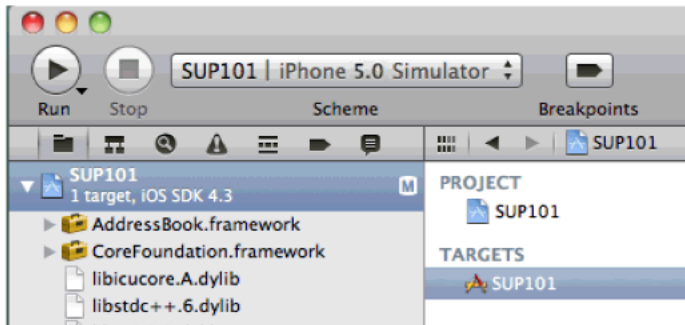 SUP101 | iPhone 5.0 Simulator
Run Stop Scheme Breakpoints
SUP101
SUP101
1 target, iOS SDK 4.3
M
AddressBook.framework
CoreFoundation.framework
libicucore.A.dylib
libstdc++.6.dylib
PROJECT
SUP101
TARGETS
SUP101